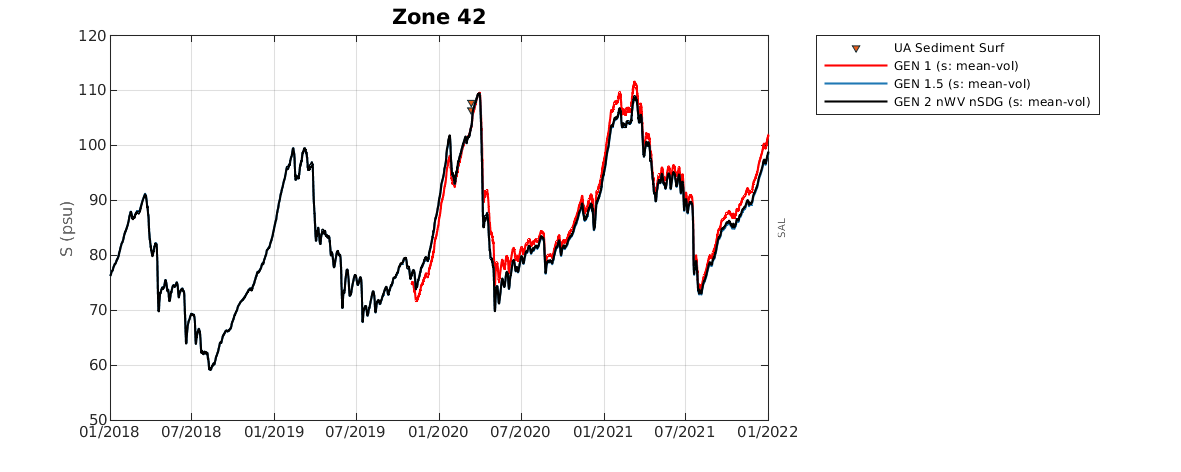 Zone 42
120
110
100
90
80
70
60
50
S (psu)
01/2018 07/2018 01/2019 07/2019 01/2020 07/2020 01/2021 07/2021 01/2022
SAL
UA Sediment Surf
GEN 1 (s: mean-vol)
GEN 1.5 (s: mean-vol)
GEN 2 nWV nSDG (s: mean-vol)